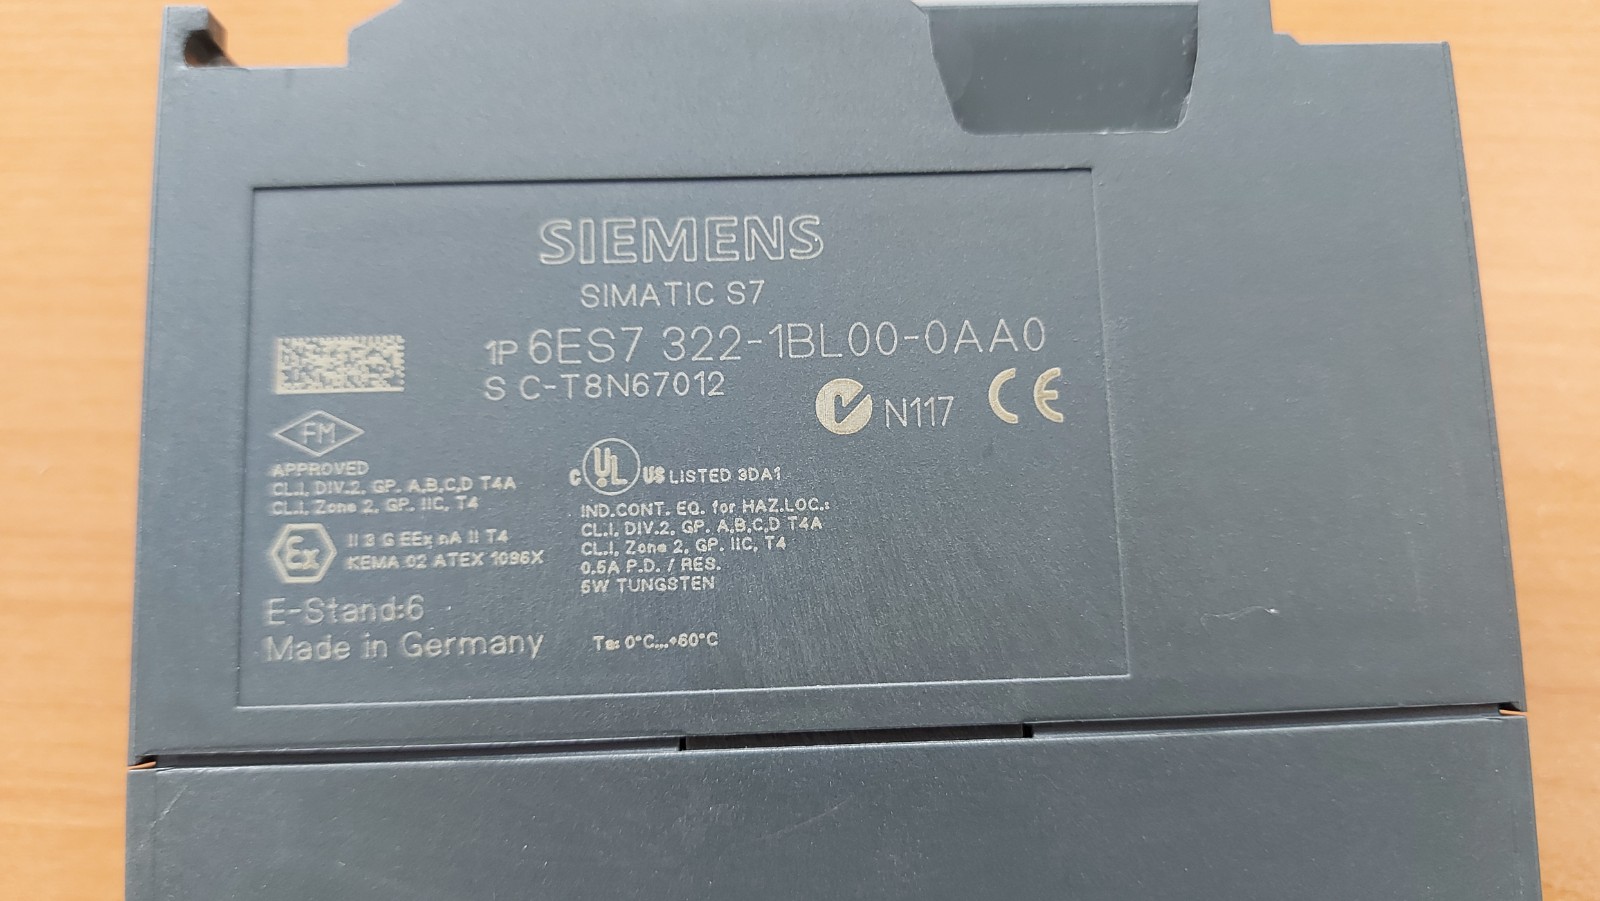 SIEMENS
SIMATIC S7
1P 6ES7 322-1BL00-0AA0
S C-T8N67012
N117 CE
FM
APPROVED
CL.I, DIV.2, GP. A,B,C,D T4A
CL.I, Zone 2, GP. IIC, T4
Ex
II 3 G EEx nA II T4
KEMA 02 ATEX 1096X
E-Stand:6
Made in Germany
C UL US LISTED 3DA1
IND.CONT. EQ. for HAZ.LOC.:
CL.I, DIV.2, GP. A,B,C,D T4A
CL.I, Zone 2, GP. IIC, T4
0.5A P.D. / RES.
5W TUNGSTEN
Ta: 0°C...+60°C